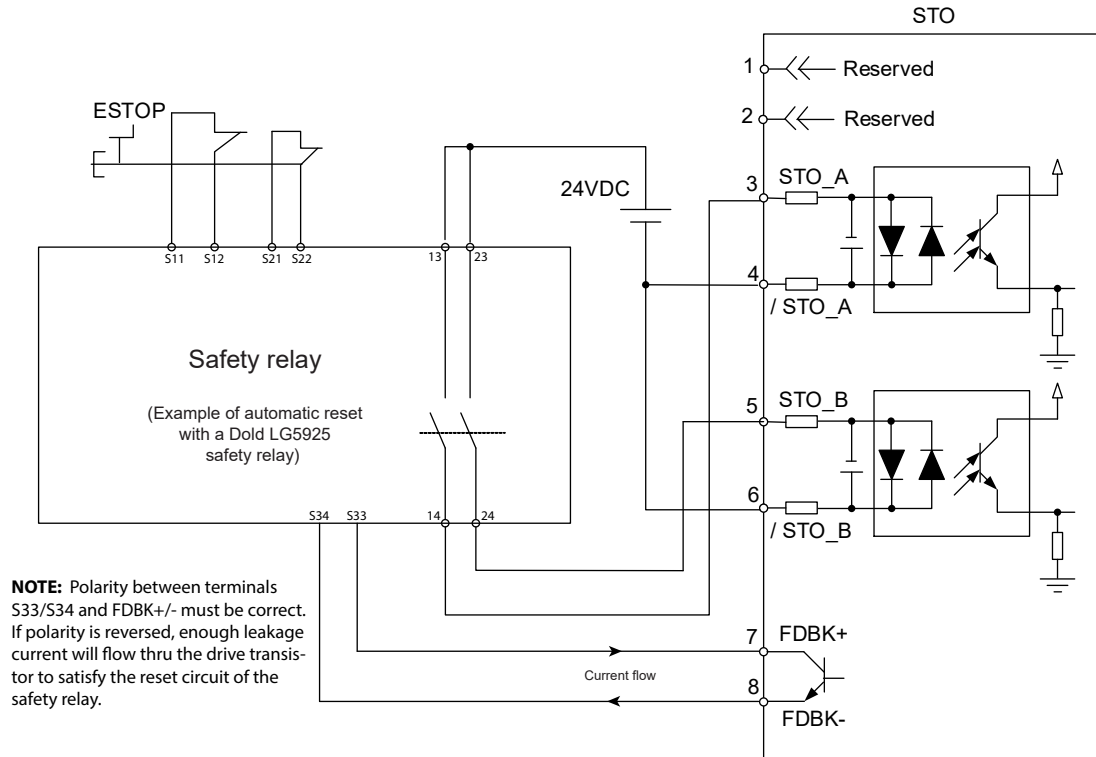 STO
1
Reserved
2
Reserved
ESTOP
24VDC
3
STO_A
4
/ STO_A
S11
S12
S21
S22
13
23
Safety relay
(Example of automatic reset
with a Dold LG5925
safety relay)
5
STO_B
6
/ STO_B
S34
S33
14
24
NOTE: Polarity between terminals
S33/S34 and FDBK+/- must be correct.
If polarity is reversed, enough leakage
current will flow thru the drive transis-
tor to satisfy the reset circuit of the
safety relay.
7
FDBK+
Current flow
8
FDBK-